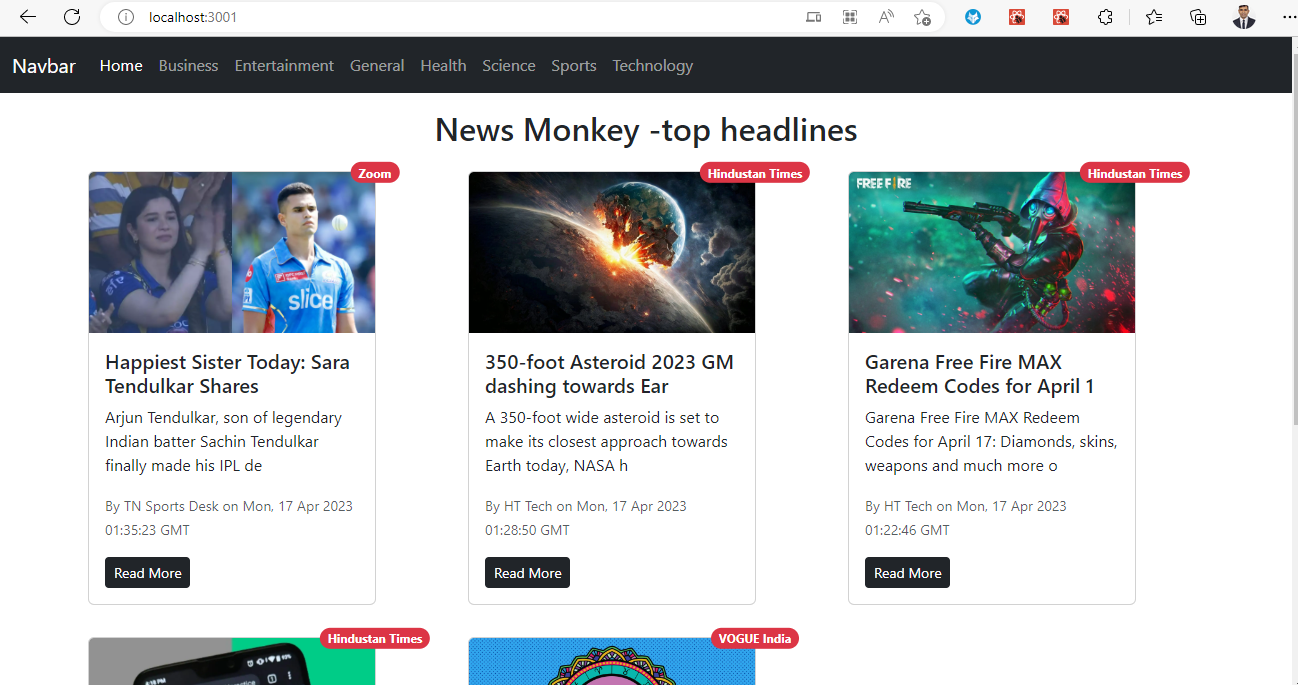 localhost:3001
Navbar Home Business Entertainment General Health Science Sports Technology
News Monkey -top headlines
Zoom
slice
Happiest Sister Today: Sara
Tendulkar Shares
Arjun Tendulkar, son of legendary
Indian batter Sachin Tendulkar
finally made his IPL de
By TN Sports Desk on Mon, 17 Apr 2023
01:35:23 GMT
Read More
Hindustan Times
350-foot Asteroid 2023 GM
dashing towards Ear
A 350-foot wide asteroid is set to
make its closest approach towards
Earth today, NASA h
By HT Tech on Mon, 17 Apr 2023
01:28:50 GMT
Read More
Hindustan Times
FREE FIRE
Garena Free Fire MAX
Redeem Codes for April 1
Garena Free Fire MAX Redeem
Codes for April 17: Diamonds, skins,
weapons and much more o
By HT Tech on Mon, 17 Apr 2023
01:22:46 GMT
Read More
Hindustan Times
VOGUE India